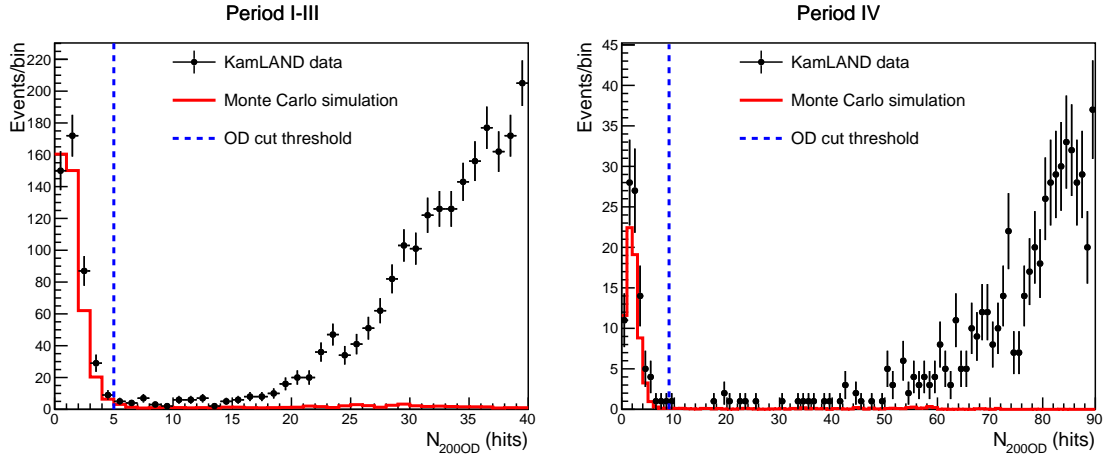 Period I-III
Events/bin
220
200
180
160
140
120
100
80
60
40
20
0
KamLAND data
Monte Carlo simulation
OD cut threshold
0 5 10 15 20 25 30 35 40
N200OD (hits)
Period IV
Events/bin
45
40
35
30
25
20
15
10
5
0
KamLAND data
Monte Carlo simulation
OD cut threshold
0 10 20 30 40 50 60 70 80 90
N200OD (hits)